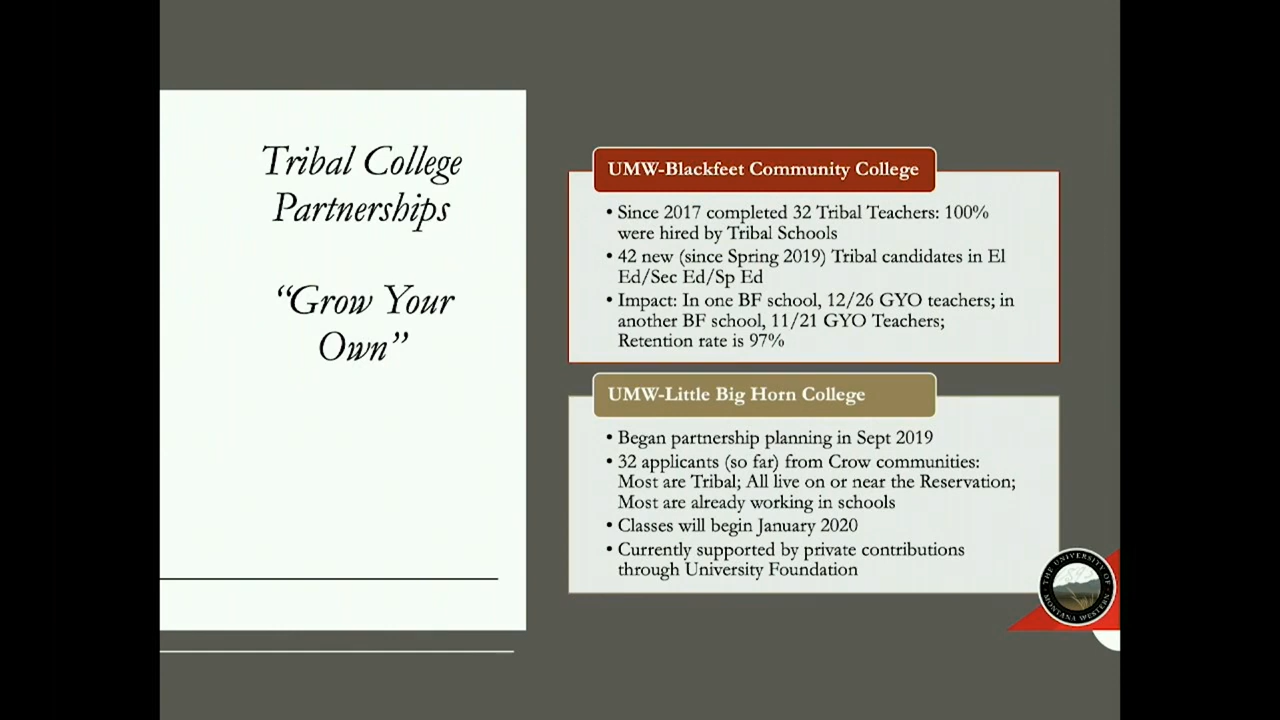 Tribal College
Partnerships
“Grow Your
Own”
UMW-Blackfeet Community College
• Since 2017 completed 32 Tribal Teachers: 100%
were hired by Tribal Schools
• 42 new (since Spring 2019) Tribal candidates in El
Ed/Sec Ed/Sp Ed
• Impact: In one BF school, 12/26 GYO teachers; in
another BF school, 11/21 GYO Teachers;
Retention rate is 97%
UMW-Little Big Horn College
• Began partnership planning in Sept 2019
• 32 applicants (so far) from Crow communities:
Most are Tribal; All live on or near the Reservation;
Most are already working in schools
• Classes will begin January 2020
• Currently supported by private contributions
through University Foundation
THE UNIVERSITY OF
MONTANA WESTERN